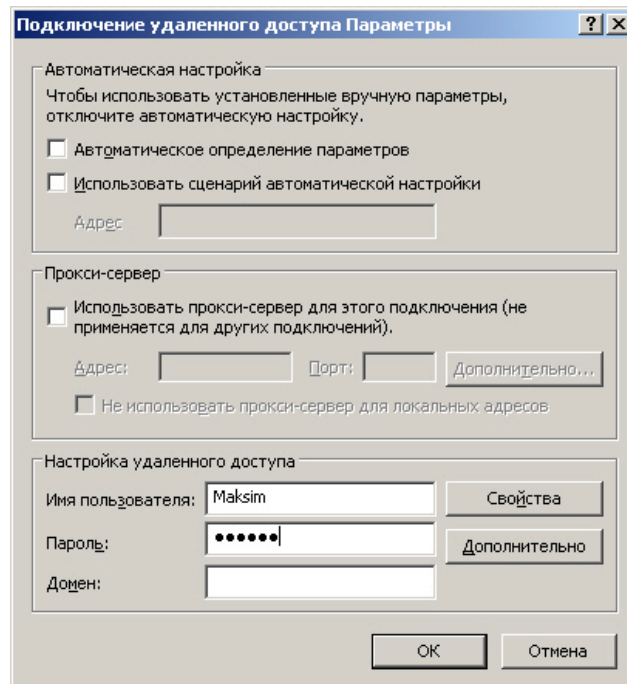 Подключение удаленного доступа Параметры
Автоматическая настройка
Чтобы использовать установленные вручную параметры,
отключите автоматическую настройку.
Автоматическое определение параметров
Использовать сценарий автоматической настройки
Адрес
Прокси-сервер
Использовать прокси-сервер для этого подключения (не
применяется для других подключений).
Адрес: Порт: Дополнительно...
Не использовать прокси-сервер для локальных адресов
Настройка удаленного доступа
Имя пользователя: Maksim Свойства
Пароль: ●●●●●● Дополнительно
Домен:
ОК Отмена